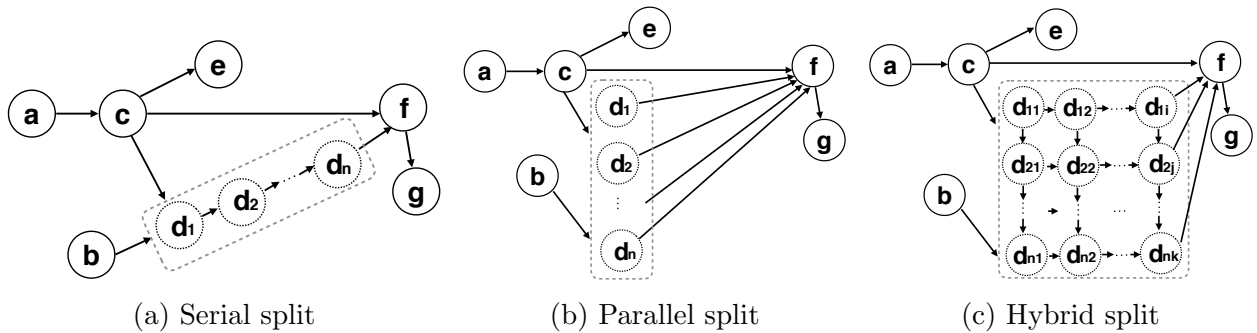 a
c
e
f
g
b
d1
d2
...
dn
(a) Serial split
a
c
e
f
g
b
d1
d2
⋮
dn
(b) Parallel split
a
c
e
f
g
b
d11 d12 ... d1i
d21 d22 ... d2j
⋮ ⋮ ... ⋮
dn1 dn2 ... dnk
(c) Hybrid split